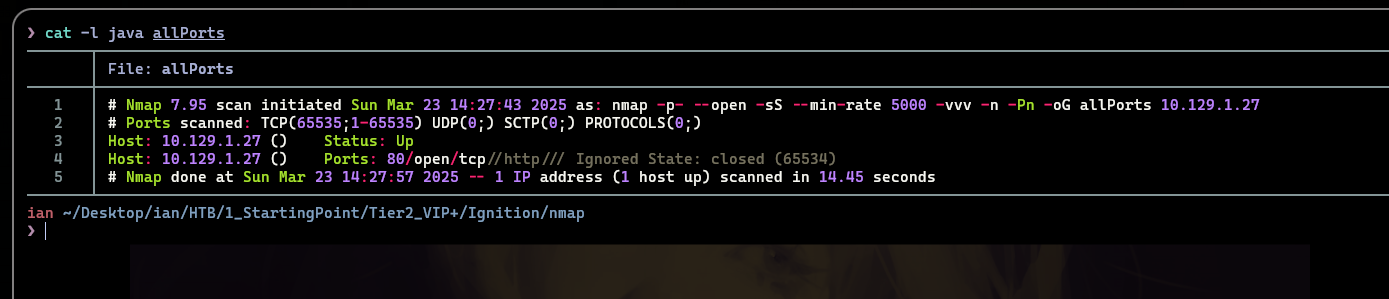 ❯ cat -l java allPorts
File: allPorts
1 # Nmap 7.95 scan initiated Sun Mar 23 14:27:43 2025 as: nmap -p- --open -sS --min-rate 5000 -vvv -n -Pn -oG allPorts 10.129.1.27
2 # Ports scanned: TCP(65535;1-65535) UDP(0;) SCTP(0;) PROTOCOLS(0;)
3 Host: 10.129.1.27 () Status: Up
4 Host: 10.129.1.27 () Ports: 80/open/tcp//http/// Ignored State: closed (65534)
5 # Nmap done at Sun Mar 23 14:27:57 2025 -- 1 IP address (1 host up) scanned in 14.45 seconds
ian ~/Desktop/ian/HTB/1_StartingPoint/Tier2_VIP+/Ignition/nmap
❯